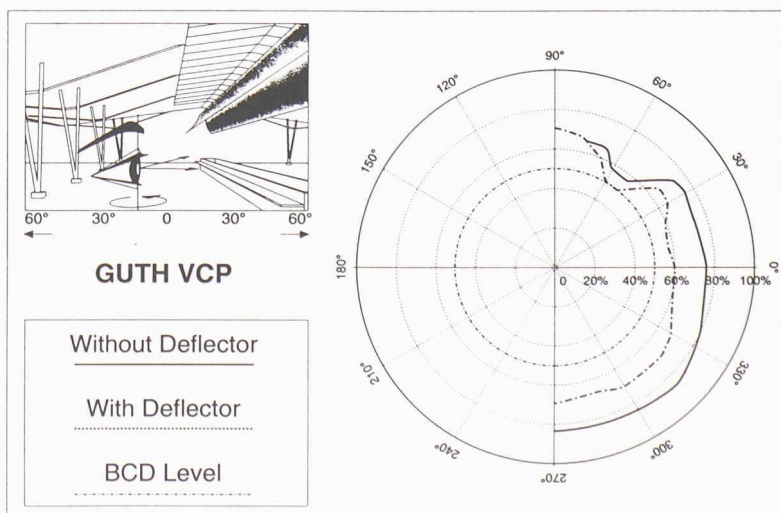 60° 30° 0 30° 60°
GUTH VCP
Without Deflector
With Deflector
BCD Level
90°
120° 60°
150° 30°
180° 0 20% 40% 60% 80% 100% 0°
210° 330°
240° 300°
270°